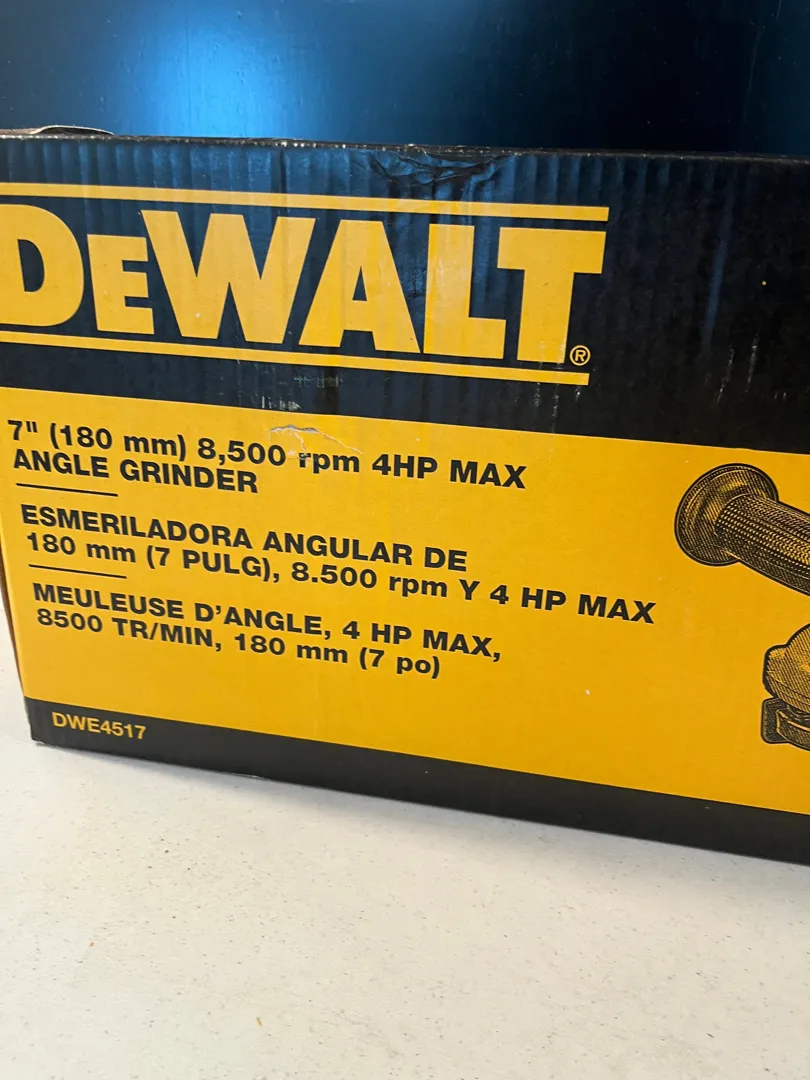 DEWALT®
7" (180 mm) 8,500 rpm 4HP MAX
ANGLE GRINDER
ESMERILADORA ANGULAR DE
180 mm (7 PULG), 8.500 rpm Y 4 HP MAX
MEULEUSE D'ANGLE, 4 HP MAX,
8500 TR/MIN, 180 mm (7 po)
DWE4517